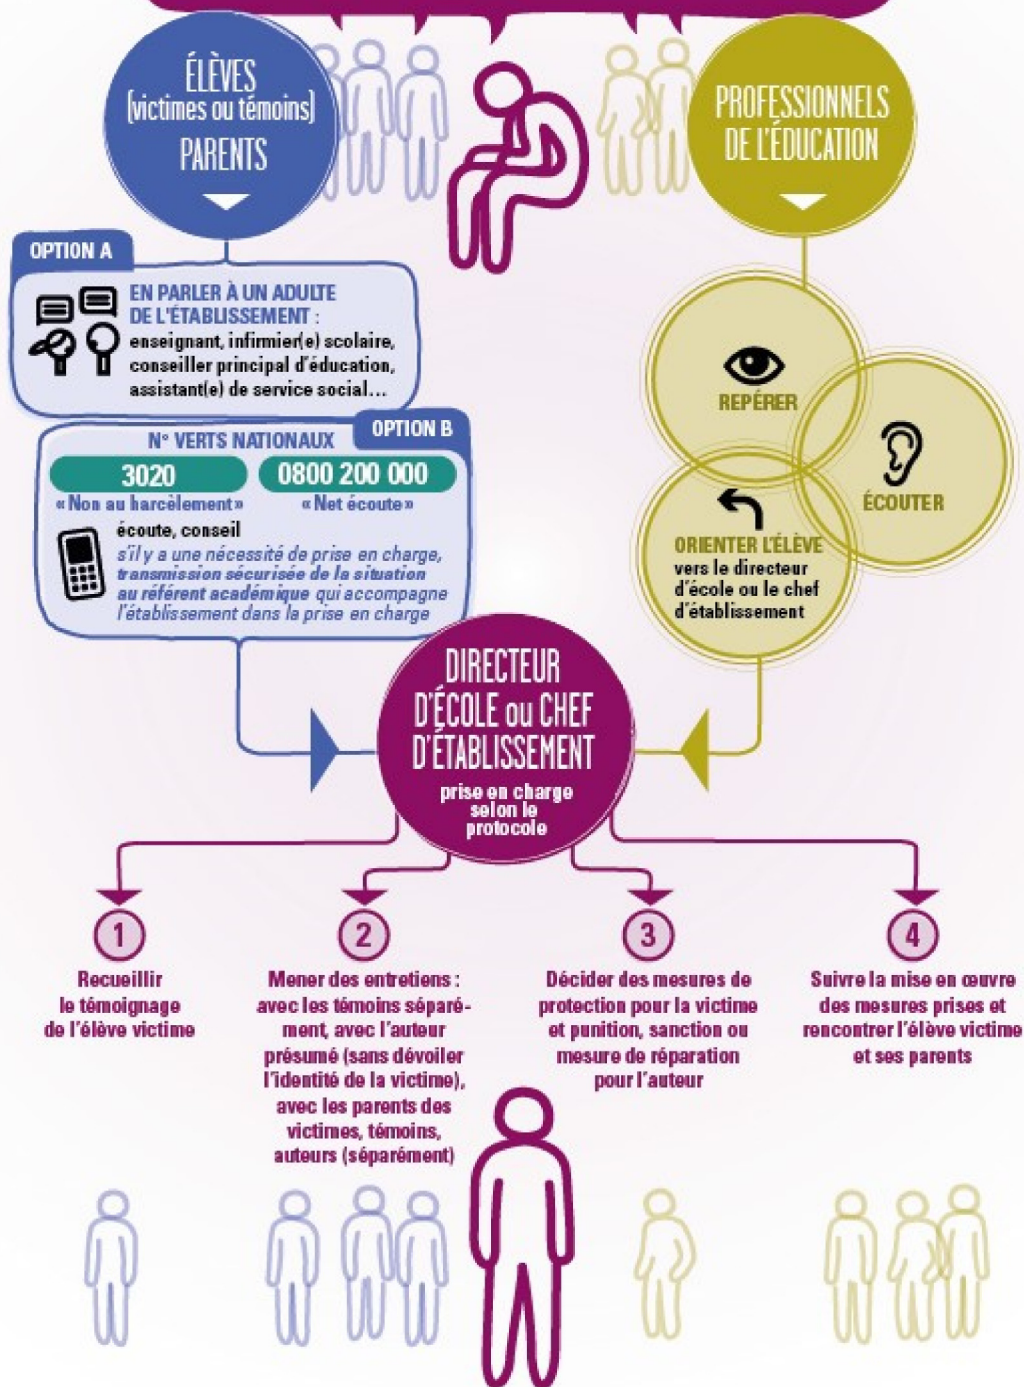 ÉLÈVES
(victimes ou témoins)
PARENTS
PROFESSIONNELS
DE L'ÉDUCATION
OPTION A
EN PARLER À UN ADULTE
DE L'ÉTABLISSEMENT :
enseignant, infirmier(e) scolaire,
conseiller principal d'éducation,
assistant(e) de service social...
OPTION B
N° VERTS NATIONAUX
3020
« Non au harcèlement »
0800 200 000
« Net écoute »
écoute, conseil
s'il y a une nécessité de prise en charge,
transmission sécurisée de la situation
au référent académique qui accompagne
l'établissement dans la prise en charge
REPÉRER
ÉCOUTER
ORIENTER L'ÉLÈVE
vers le directeur
d'école ou le chef
d'établissement
DIRECTEUR
D'ÉCOLE ou CHEF
D'ÉTABLISSEMENT
prise en charge
selon le
protocole
1
Recueillir
le témoignage
de l'élève victime
2
Mener des entretiens :
avec les témoins séparé-
ment, avec l'auteur
présumé (sans dévoiler
l'identité de la victime),
avec les parents des
victimes, témoins,
auteurs (séparément)
3
Décider des mesures de
protection pour la victime
et punition, sanction ou
mesure de réparation
pour l'auteur
4
Suivre la mise en œuvre
des mesures prises et
rencontrer l'élève victime
et ses parents